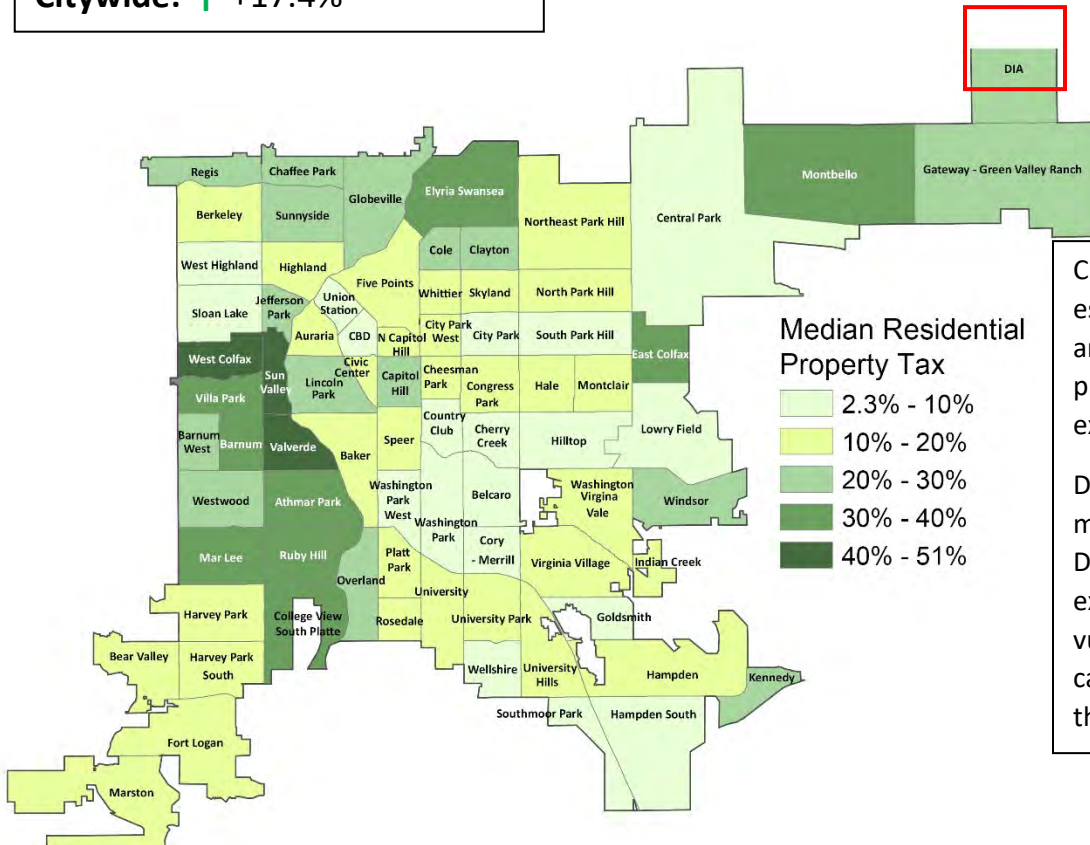 Citywide: ↑ +17.4%
DIA
Regis
Chaffee Park
Globeville
Elyria Swansea
Montbello
Gateway - Green Valley Ranch
Berkeley
Sunnyside
Northeast Park Hill
Central Park
Cole
Clayton
West Highland
Highland
Five Points
Union
Station
Whittier
Skyland
North Park Hill
Sloan Lake
Jefferson
Park
Auraria
CBD
N Capitol
Hill
City Park
West
City Park
South Park Hill
West Colfax
Sun
Valley
Lincoln
Park
Civic
Center
Capitol
Hill
Cheesman
Park
Congress
Park
Hale
Montclair
East Colfax
Villa Park
Barnum
West
Barnum
Valverde
Baker
Speer
Country
Club
Cherry
Creek
Hilltop
Lowry Field
Westwood
Athmar Park
Washington
Park
West
Washington
Park
Belcaro
Washington
Virgina
Vale
Windsor
Mar Lee
Ruby Hill
Overland
Platt
Park
Cory
- Merrill
Virginia Village
Indian Creek
Harvey Park
College View
South Platte
Rosedale
University
University Park
Goldsmith
Bear Valley
Harvey Park
South
Wellshire
University
Hills
Hampden
Kennedy
Southmoor Park
Hampden South
Fort Logan
Marston
Median Residential
Property Tax
2.3% - 10%
10% - 20%
20% - 30%
30% - 40%
40% - 51%